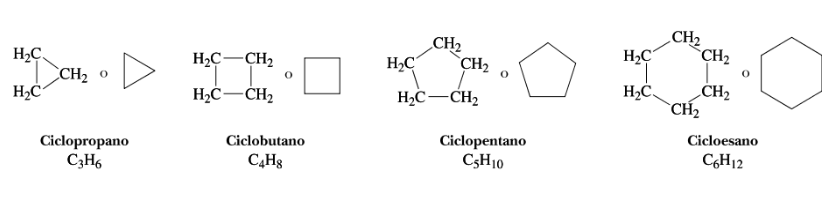 H₂C
CH₂ o
H₂C
H₂C—CH₂
o
H₂C—CH₂
CH₂
H₂C CH₂ o
H₂C—CH₂
CH₂
H₂C CH₂
o
H₂C CH₂
CH₂
Ciclopropano Ciclobutano Ciclopentano Cicloesano
C₃H₆ C₄H₈ C₅H₁₀ C₆H₁₂